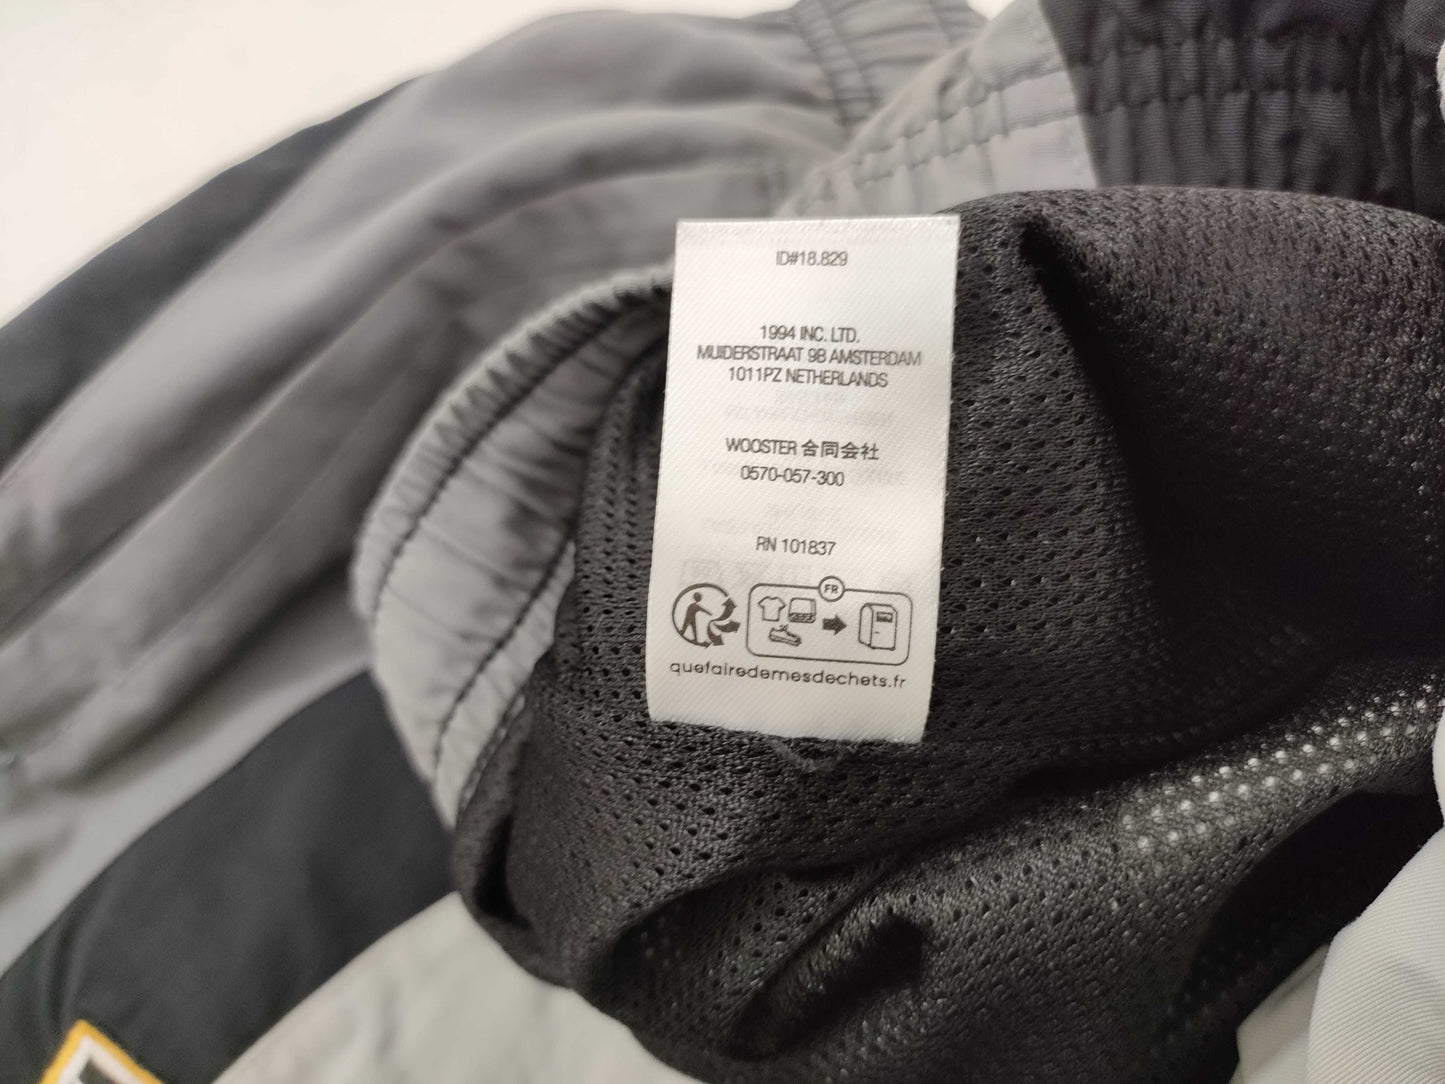 ID#18.829
1994 INC. LTD.
MUIDERSTRAAT 9B AMSTERDAM
1011PZ NETHERLANDS
WOOSTER 合同会社
0570-057-300
RN 101837
FR
quefairedemesdechets.fr